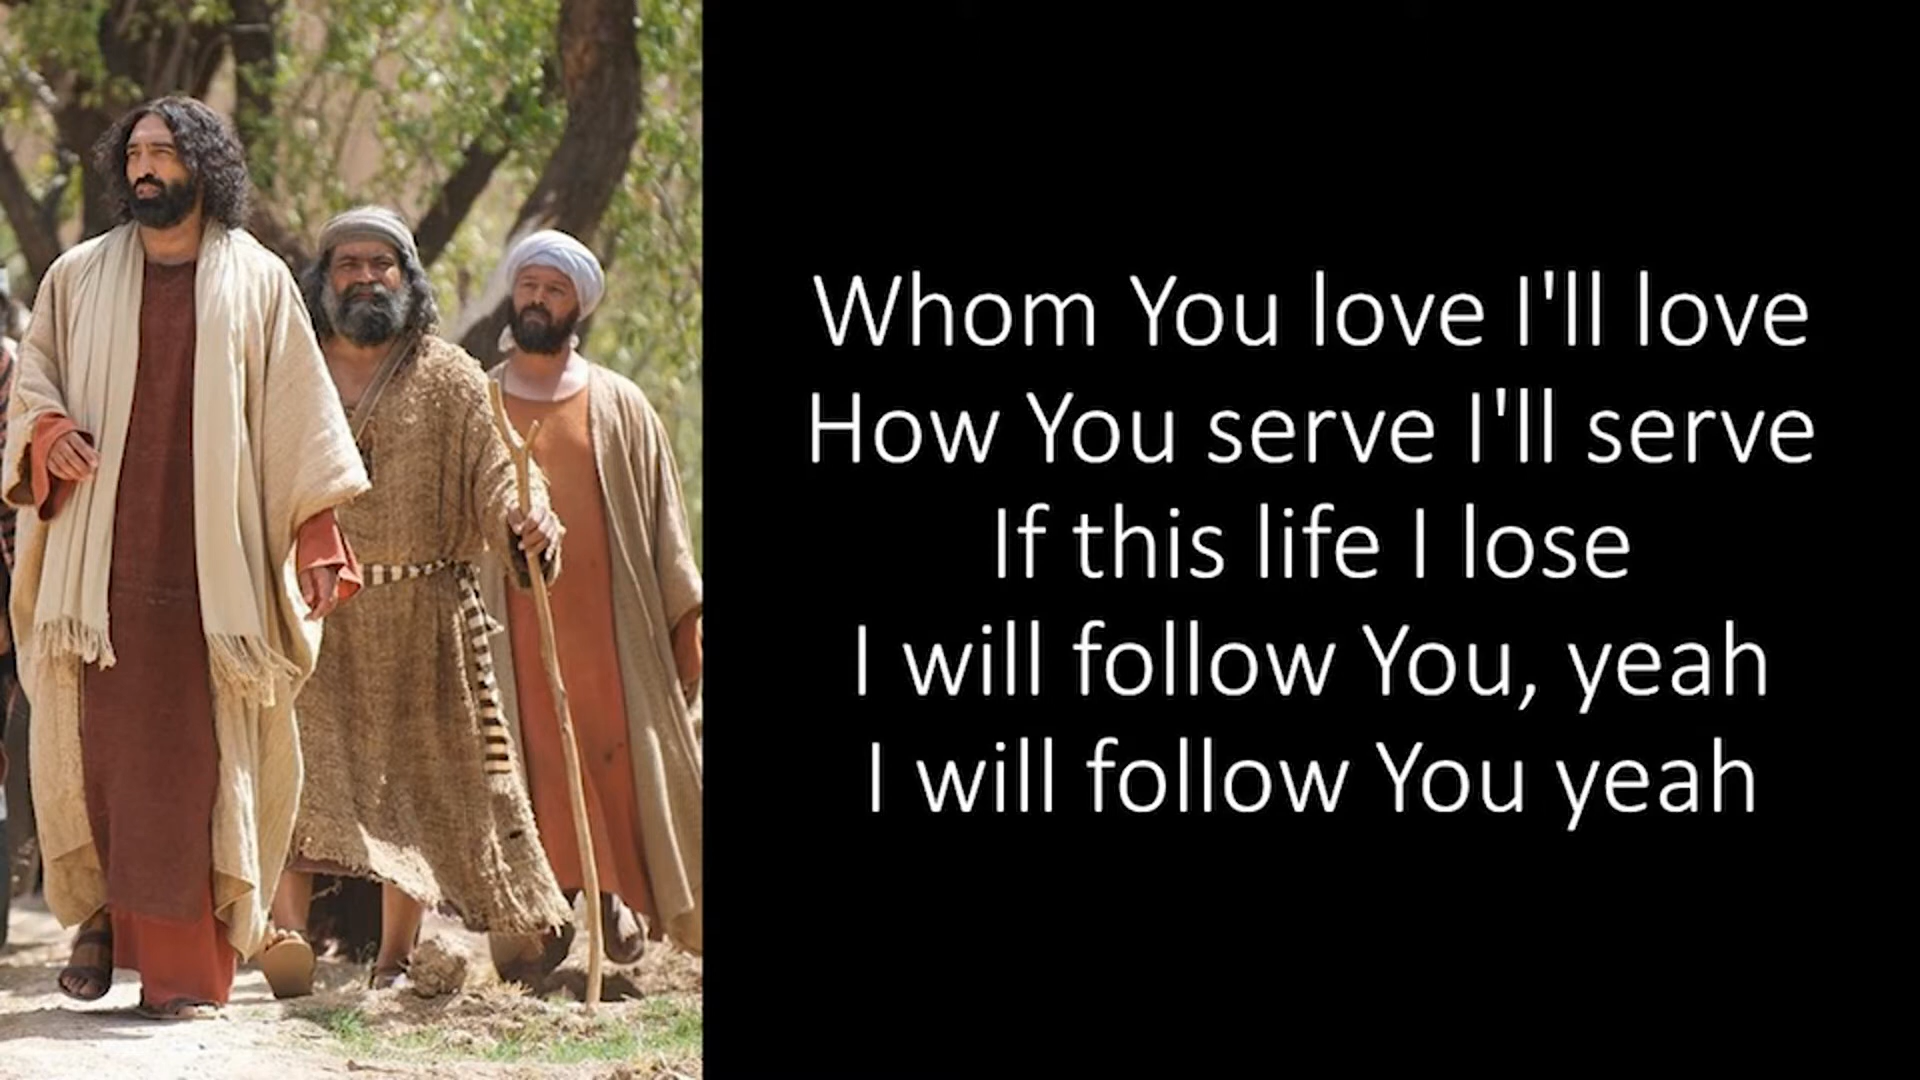 Whom You love I'll love
How You serve I'll serve
If this life I lose
I will follow You, yeah
I will follow You yeah